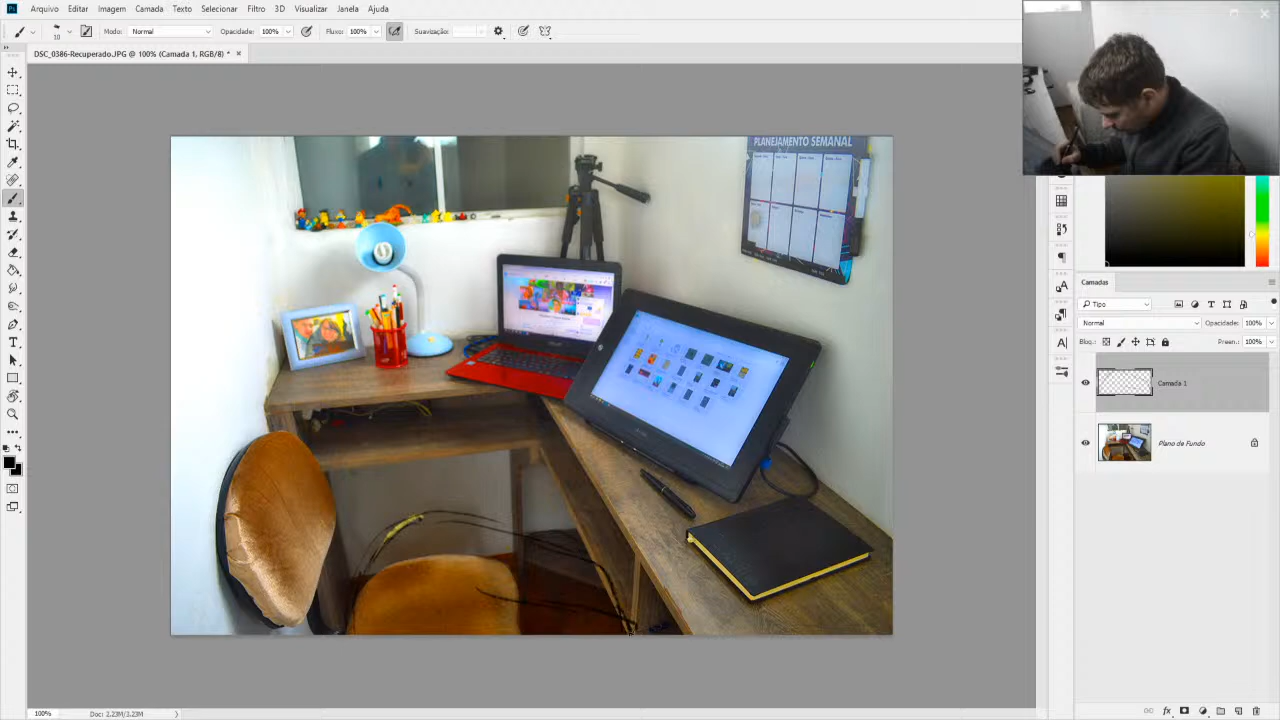 Arquivo Editar Imagem Camada Texto Selecionar Filtro 3D Visualizar Janela Ajuda
10 Modo: Normal Opacidade: 100% Fluxo: 100% Suavização:
DSC_0386-Recuperado.JPG @ 100% (Camada 1, RGB/8) * ×
PLANEJAMENTO SEMANAL
Camadas
Tipo
Normal Opacidade: 100%
Bloq.: Preen.: 100%
Camada 1
Plano de Fundo
100% Doc: 2,23M/3,23M